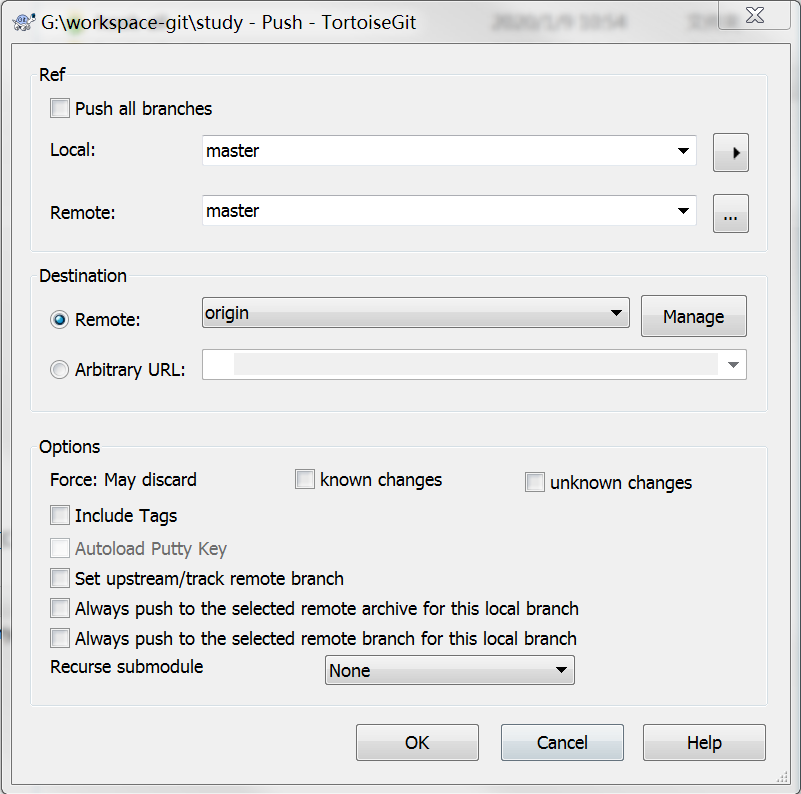 G:\workspace-git\study - Push - TortoiseGit
Ref
Push all branches
Local:
master
Remote:
master
...
Destination
Remote:
origin
Manage
Arbitrary URL:
Options
Force: May discard
known changes
unknown changes
Include Tags
Autoload Putty Key
Set upstream/track remote branch
Always push to the selected remote archive for this local branch
Always push to the selected remote branch for this local branch
Recurse submodule
None
OK
Cancel
Help